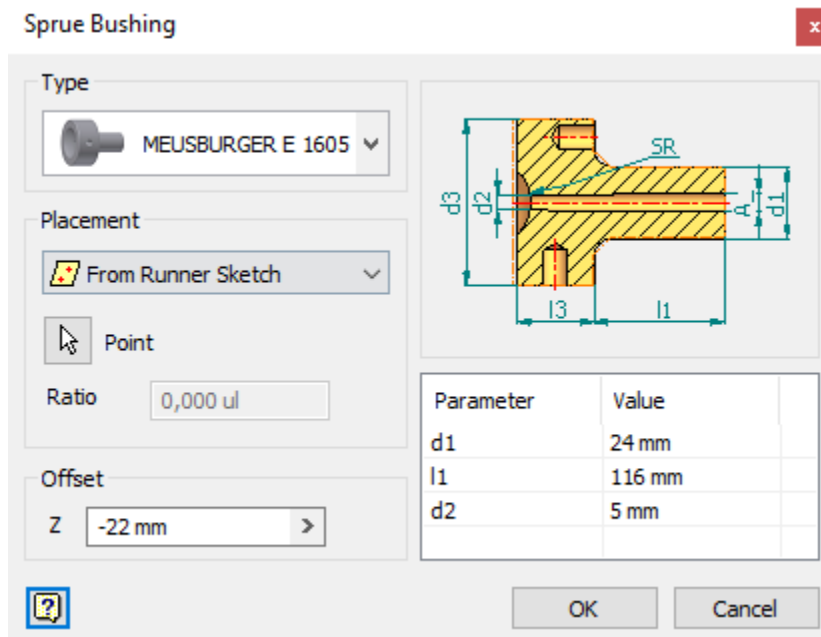 Sprue Bushing
x
Type
MEUSBURGER E 1605
Placement
From Runner Sketch
Point
Ratio
0,000 ul
Offset
Z
-22 mm
>
SR
d3
d2
A
d1
l3
l1
Parameter Value
d1 24 mm
l1 116 mm
d2 5 mm
?
OK
Cancel